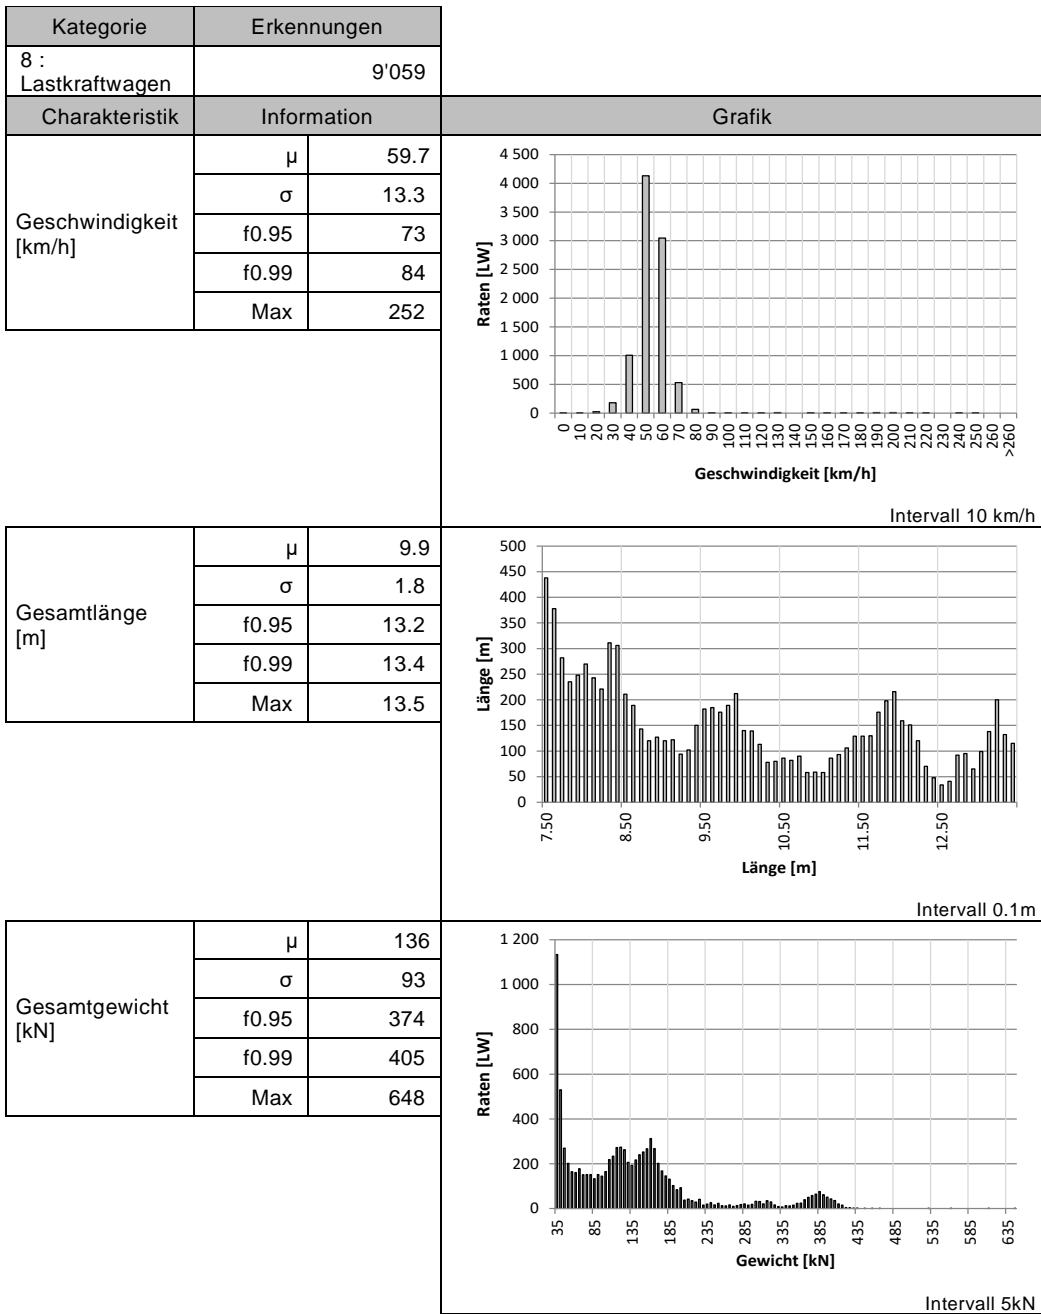 Kategorie Erkennungen
8 :
Lastkraftwagen
9'059
Charakteristik Information Grafik
Geschwindigkeit
[km/h]
µ 59.7
σ 13.3
f0.95 73
f0.99 84
Max 252
4 500
4 000
3 500
3 000
2 500
2 000
1 500
1 000
500
0
Raten [LW]
0 10 20 30 40 50 60 70 80 90 100 110 120 130 140 150 160 170 180 190 200 210 220 230 240 250 260 >260
Geschwindigkeit [km/h]
Intervall 10 km/h
Gesamtlänge
[m]
µ 9.9
σ 1.8
f0.95 13.2
f0.99 13.4
Max 13.5
500
450
400
350
300
250
200
150
100
50
0
Länge [m]
7.50 8.50 9.50 10.50 11.50 12.50
Länge [m]
Intervall 0.1m
Gesamtgewicht
[kN]
µ 136
σ 93
f0.95 374
f0.99 405
Max 648
1 200
1 000
800
600
400
200
0
Raten [LW]
35 85 135 185 235 285 335 385 435 485 535 585 635
Gewicht [kN]
Intervall 5kN